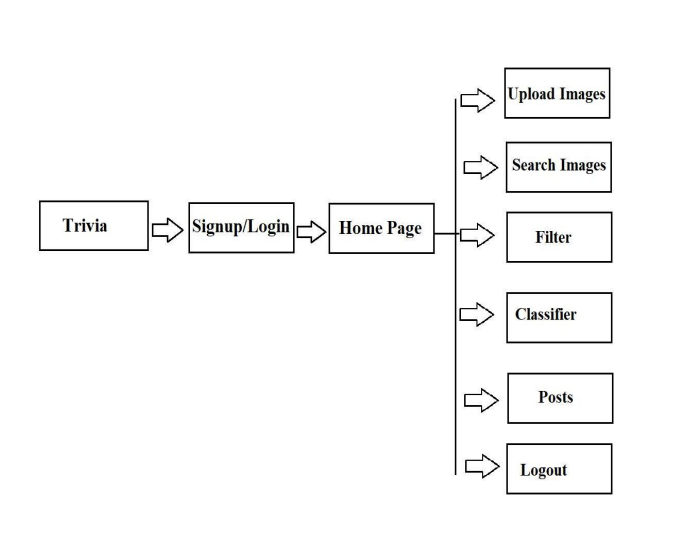 Trivia
Signup/Login
Home Page
Upload Images
Search Images
Filter
Classifier
Posts
Logout